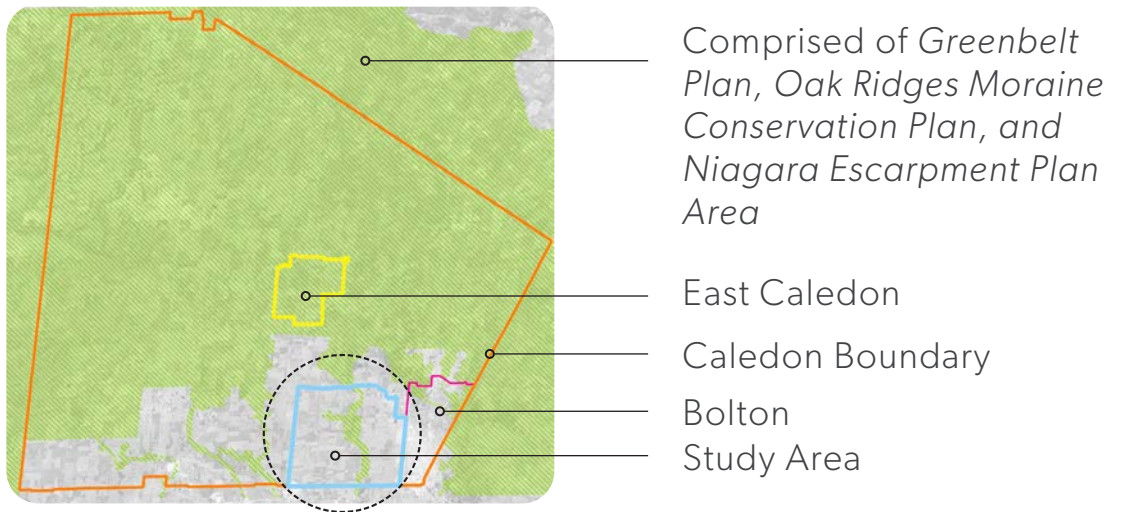 Comprised of Greenbelt
Plan, Oak Ridges Moraine
Conservation Plan, and
Niagara Escarpment Plan
Area
East Caledon
Caledon Boundary
Bolton
Study Area